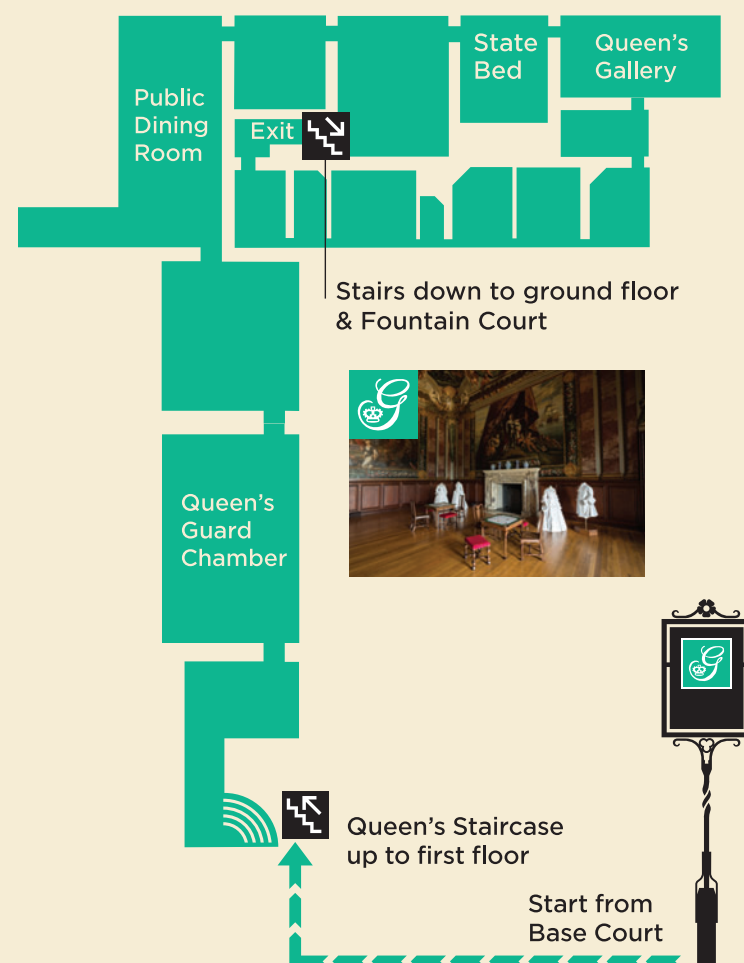 State
Bed
Queen's
Gallery
Public
Dining
Room
Exit
Stairs down to ground floor
& Fountain Court
G
Queen's
Guard
Chamber
G
Queen's Staircase
up to first floor
Start from
Base Court